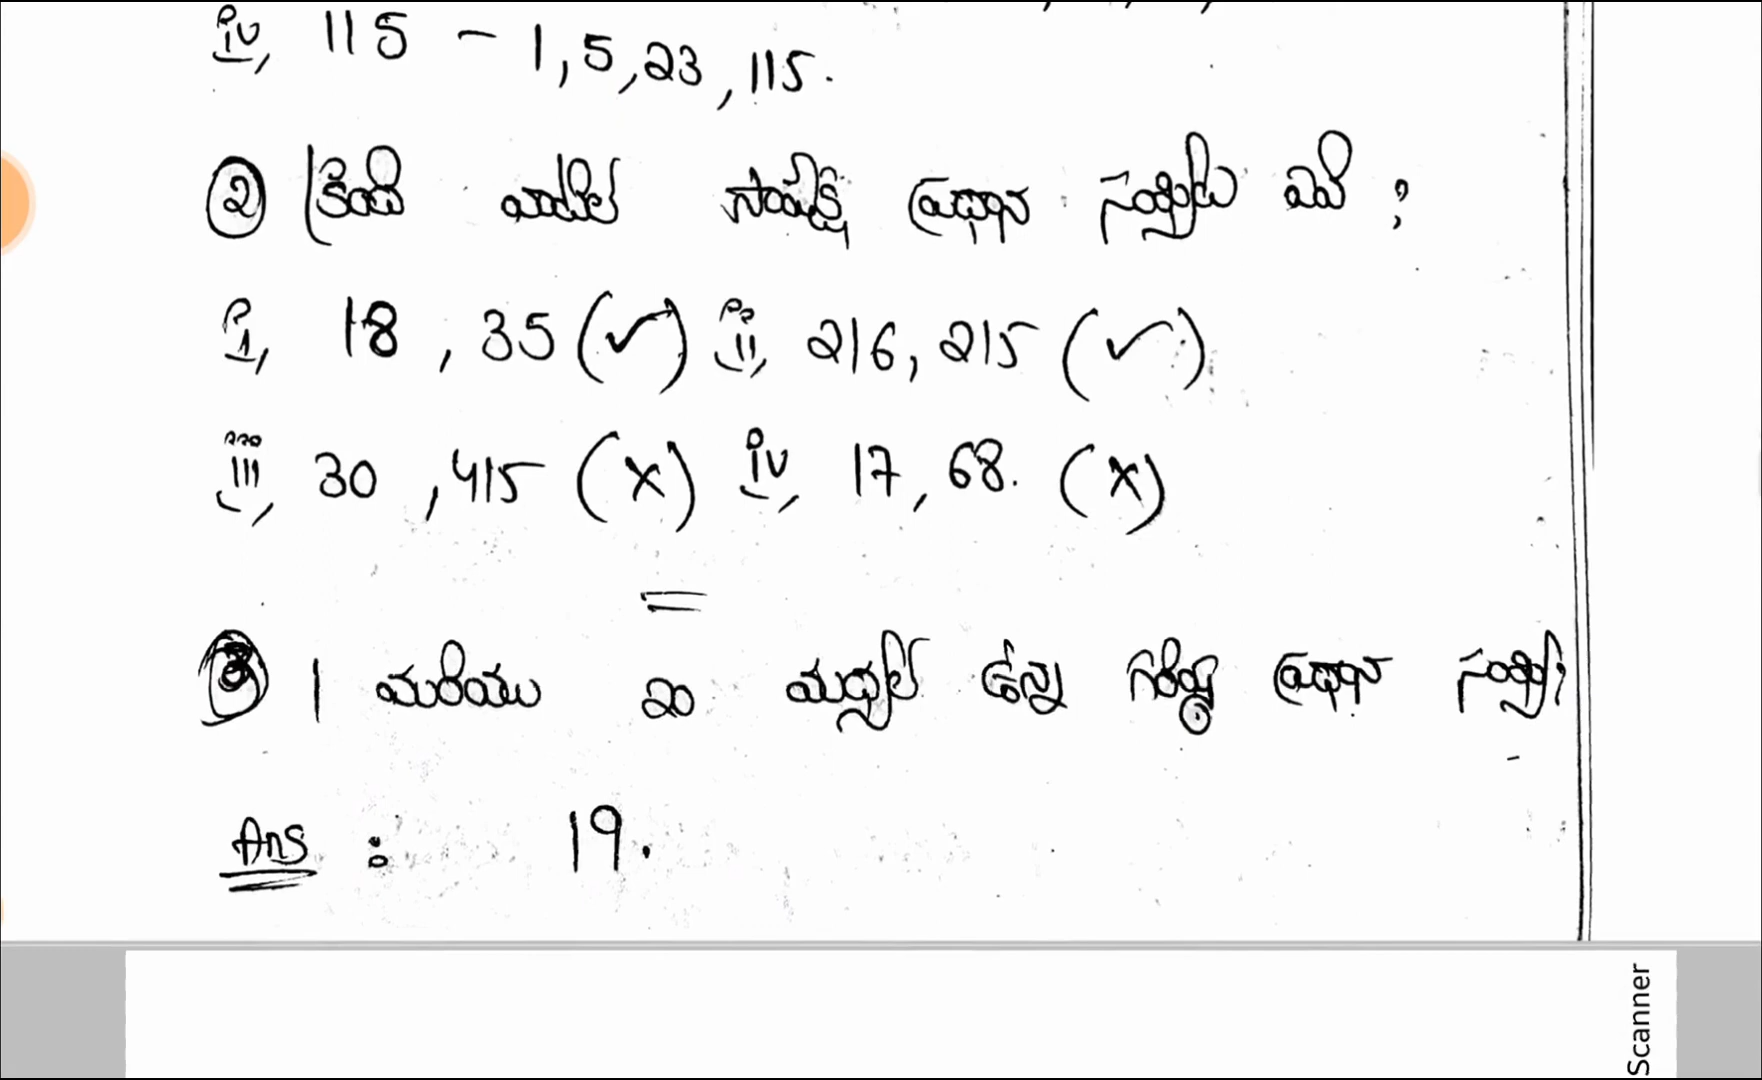 iv, 115 - 1,5,23,115.
② క్రింది వాటిలో సాపేక్ష ప్రధాన సంఖ్యలు ఏవి ?
i, 18 , 35 (✓) ii, 216, 215 (✓)
iii, 30 , 415 (x) iv, 17, 68. (x)
③ 1 మరియు 20 మధ్యలో ఉన్న గరిష్ఠ ప్రధాన సంఖ్య?
Ans : 19.
Scanner